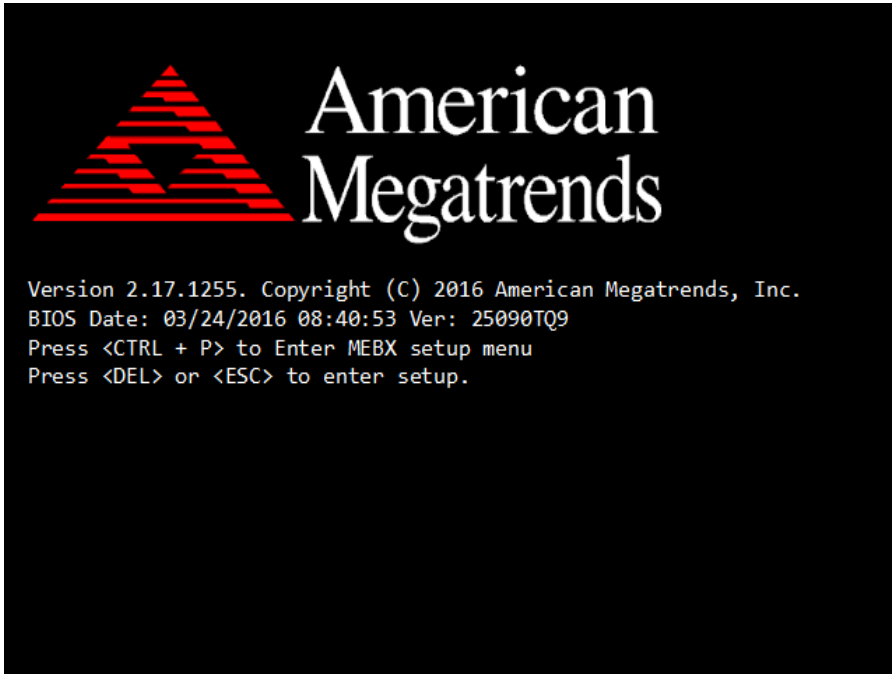 American
Megatrends
Version 2.17.1255. Copyright (C) 2016 American Megatrends, Inc.
BIOS Date: 03/24/2016 08:40:53 Ver: 25090TQ9
Press <CTRL + P> to Enter MEBX setup menu
Press <DEL> or <ESC> to enter setup.